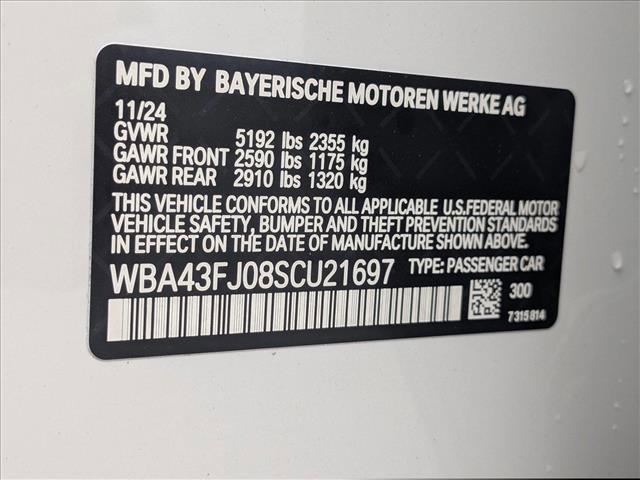 MFD BY BAYERISCHE MOTOREN WERKE AG
11/24
GVWR 5192 lbs 2355 kg
GAWR FRONT 2590 lbs 1175 kg
GAWR REAR 2910 lbs 1320 kg
THIS VEHICLE CONFORMS TO ALL APPLICABLE U.S.FEDERAL MOTOR
VEHICLE SAFETY, BUMPER AND THEFT PREVENTION STANDARDS
IN EFFECT ON THE DATE OF MANUFACTURE SHOWN ABOVE.
WBA43FJ08SCU21697 TYPE: PASSENGER CAR
300
7315814